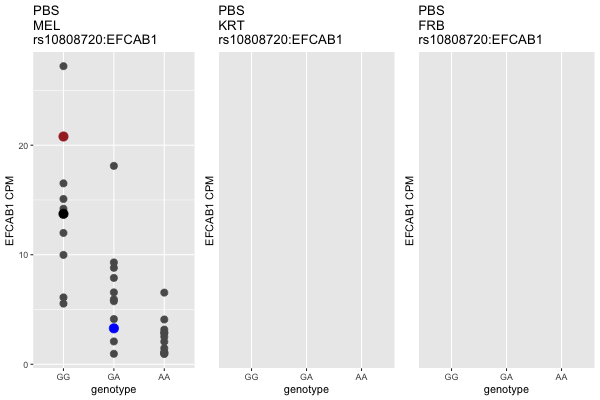 PBS
MEL
rs10808720:EFCAB1
EFCAB1 CPM
20
10
0
GG GA AA
genotype
PBS
KRT
rs10808720:EFCAB1
EFCAB1 CPM
GG GA AA
genotype
PBS
FRB
rs10808720:EFCAB1
EFCAB1 CPM
GG GA AA
genotype